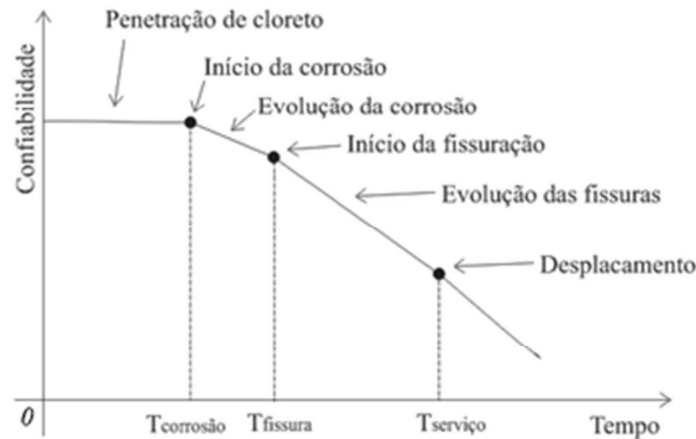 Penetração de cloreto
Início da corrosão
Evolução da corrosão
Início da fissuração
Evolução das fissuras
Desplacamento
Confiabilidade
0
Tcorrosão
Tfissura
Tserviço
Tempo